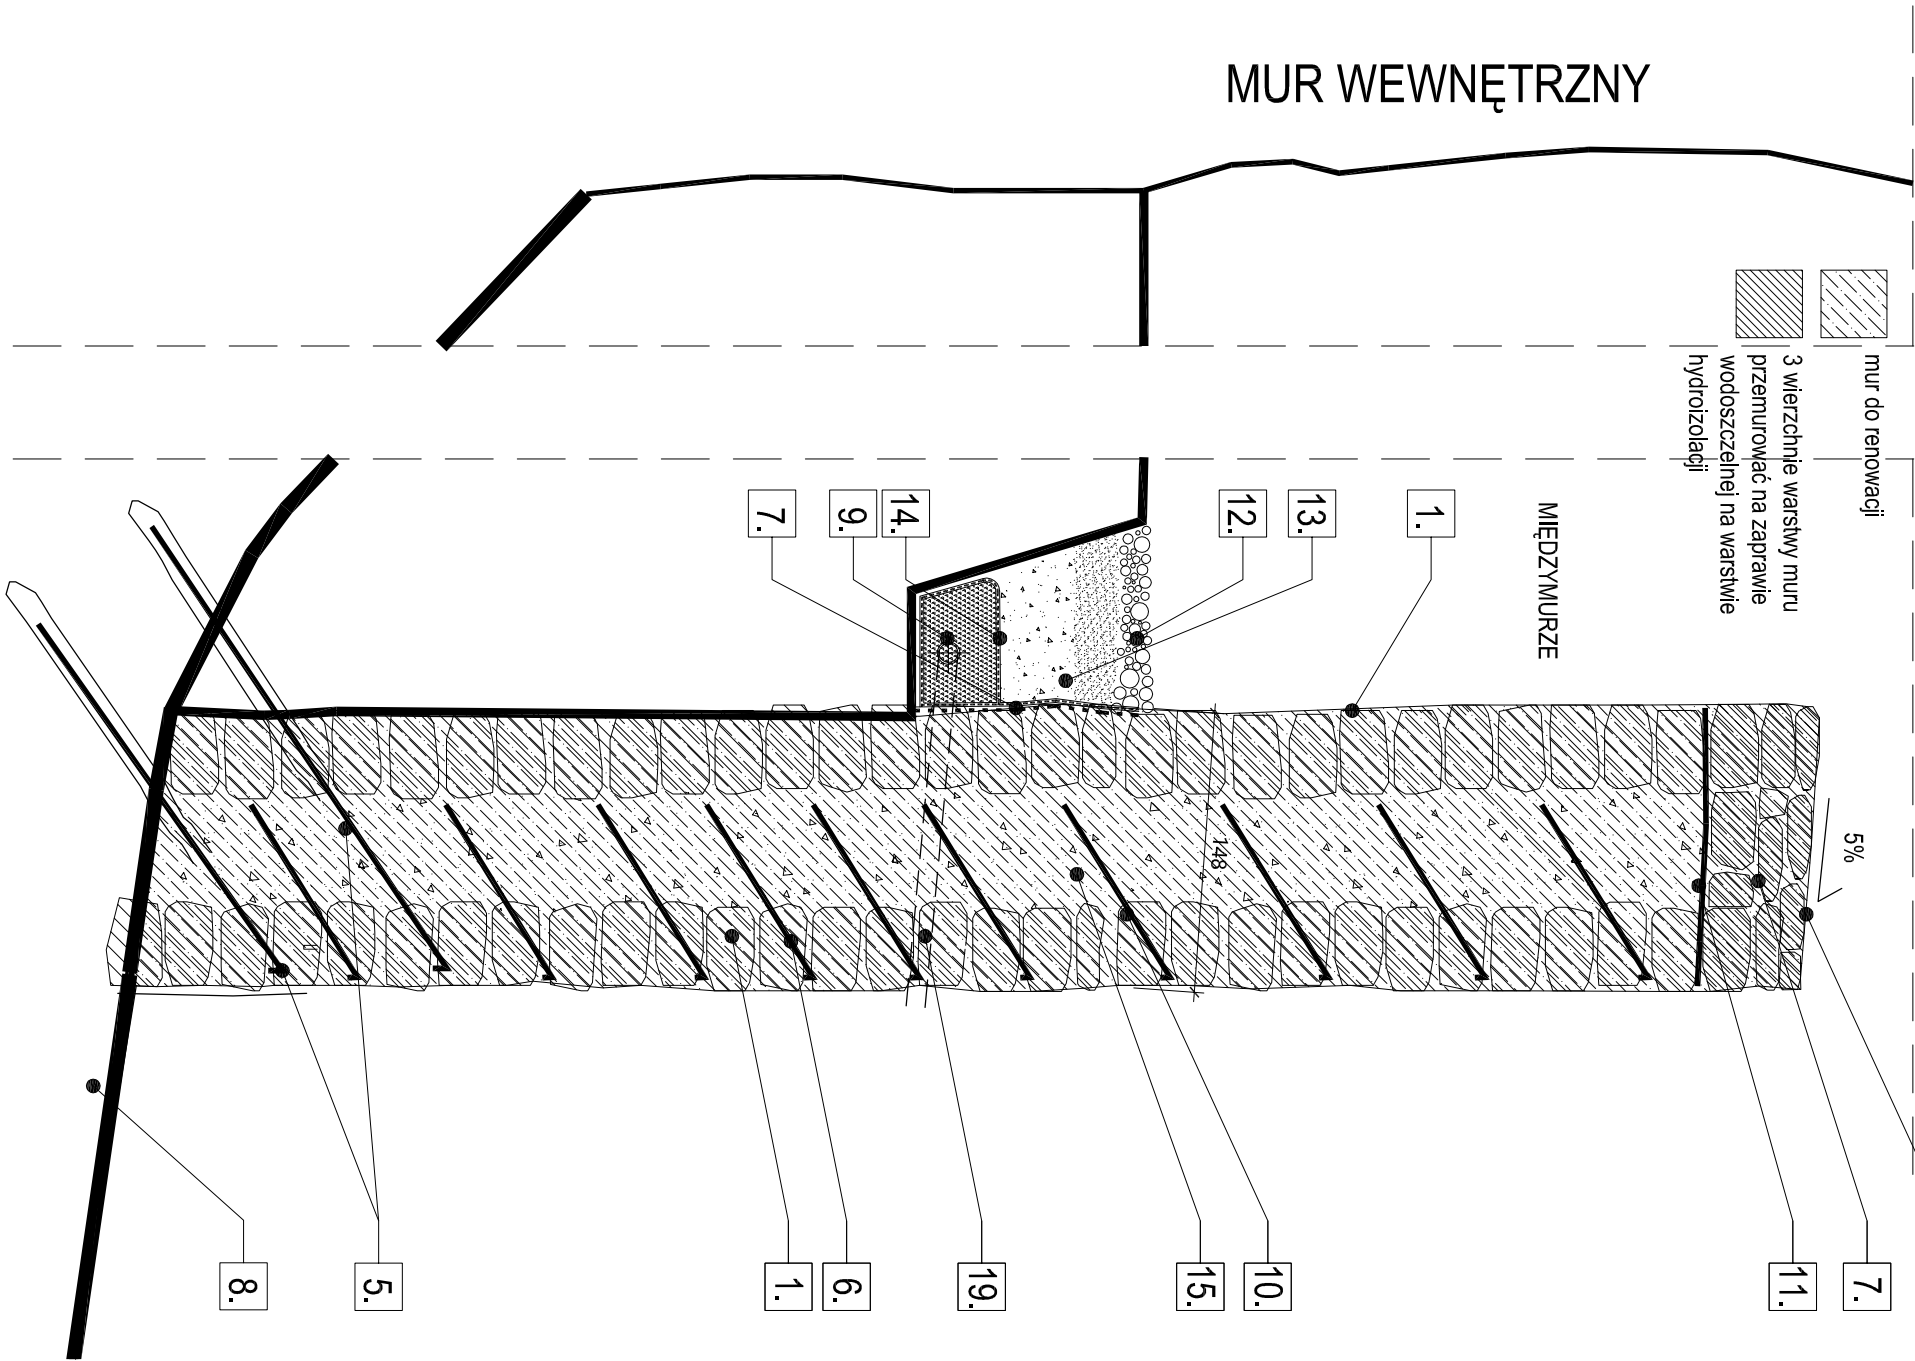 MUR WEWNĘTRZNY
mur do renowacji
3 wierzchnie warstwy muru
przemurować na zaprawie
wodoszczelnej na warstwie
hydroizolacji
MIĘDZYMURZE
7.
9.
14.
12.
13.
1.
5%
148
8.
5.
1.
6.
19.
15.
10.
11.
7.